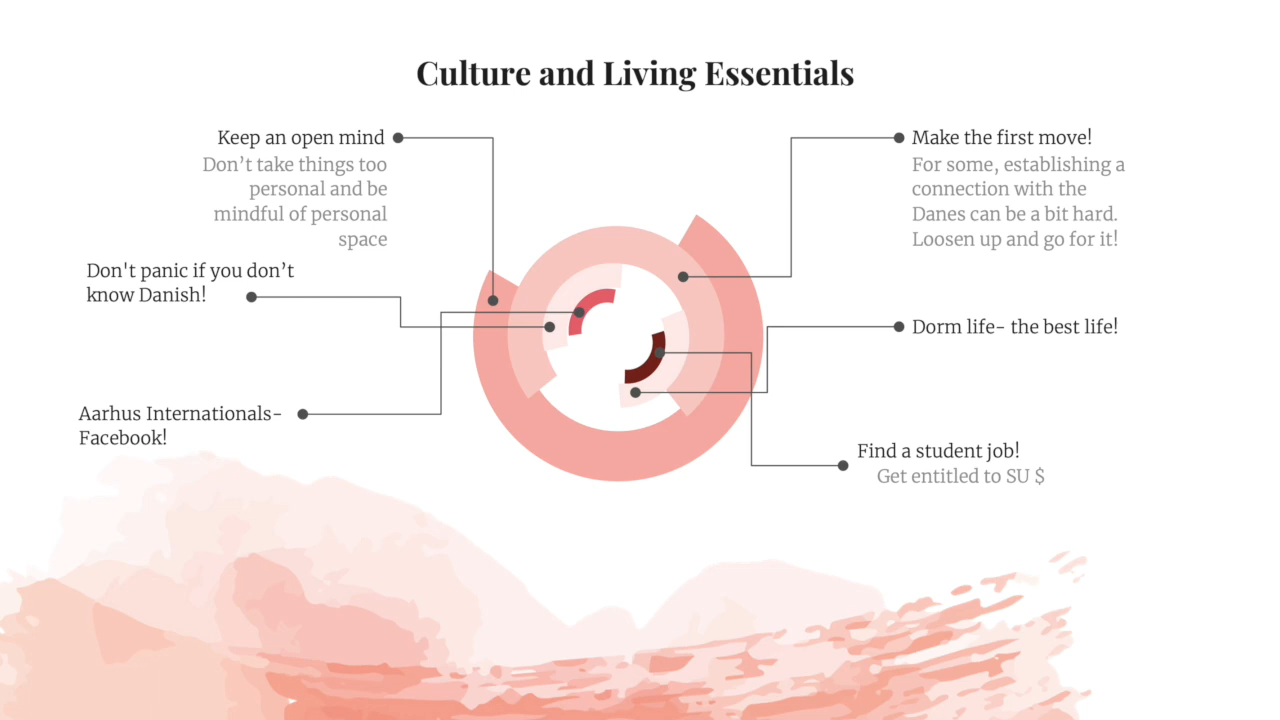 Culture and Living Essentials
Keep an open mind
Don’t take things too
personal and be
mindful of personal
space
Don't panic if you don’t
know Danish!
Aarhus Internationals-
Facebook!
Make the first move!
For some, establishing a
connection with the
Danes can be a bit hard.
Loosen up and go for it!
Dorm life- the best life!
Find a student job!
Get entitled to SU $